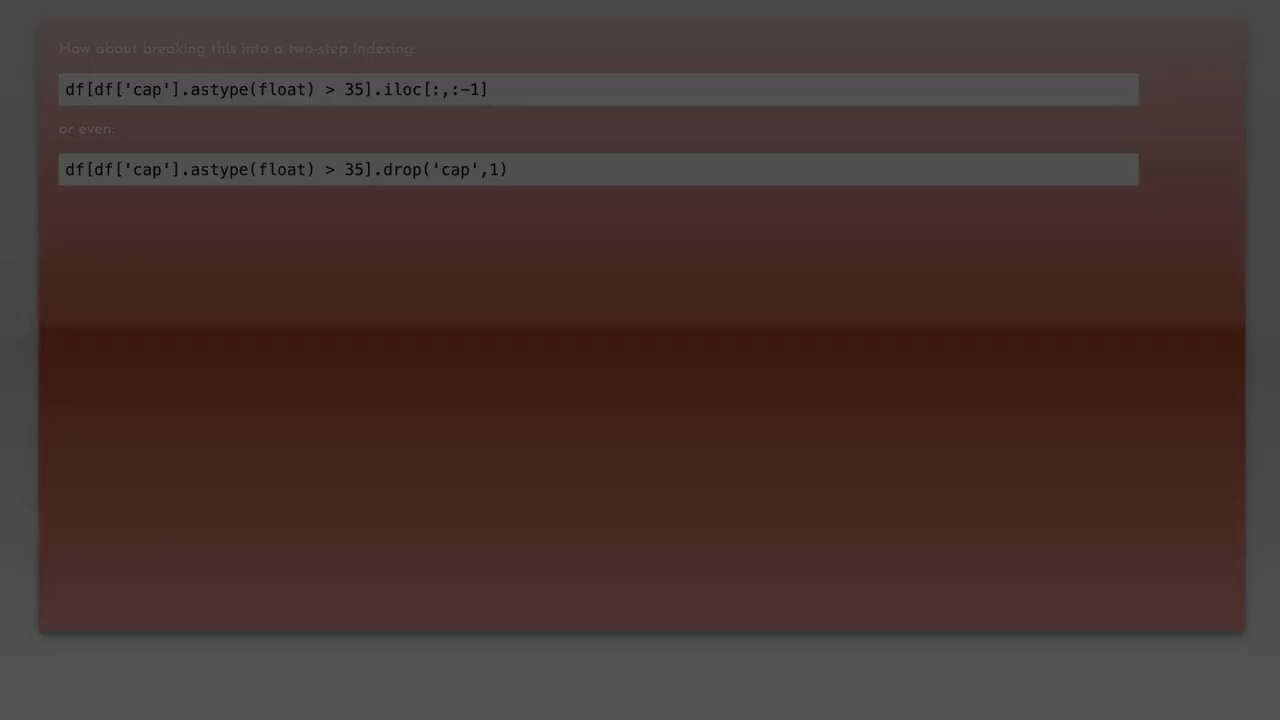 How about breaking this into a two-step indexing:
df[df['cap'].astype(float) > 35].iloc[:,:-1]
or even:
df[df['cap'].astype(float) > 35].drop('cap',1)